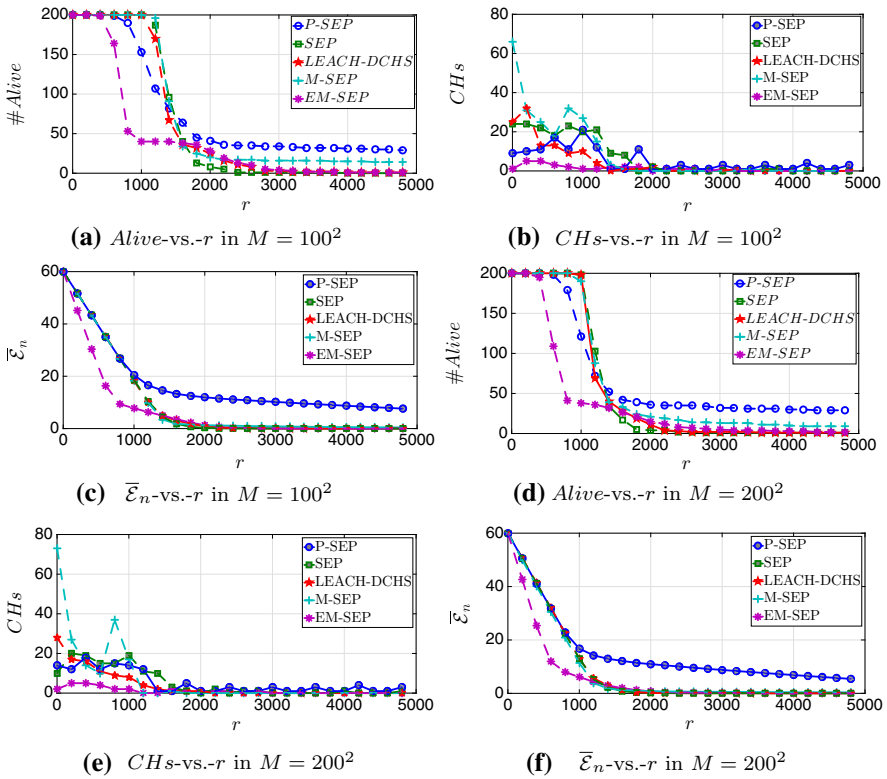 200
150
100
50
0
#Alive
0 1000 2000 3000 4000 5000
r
P-SEP
SEP
LEACH-DCHS
M-SEP
EM-SEP
(a) Alive-vs.-r in M = 100²
80
60
40
20
0
CHs
0 1000 2000 3000 4000 5000
r
P-SEP
SEP
LEACH-DCHS
M-SEP
EM-SEP
(b) CHs-vs.-r in M = 100²
60
40
20
0
ℰ̅ₙ
0 1000 2000 3000 4000 5000
r
P-SEP
SEP
LEACH-DCHS
M-SEP
EM-SEP
(c) ℰ̅ₙ-vs.-r in M = 100²
200
150
100
50
0
#Alive
0 1000 2000 3000 4000 5000
r
P-SEP
SEP
LEACH-DCHS
M-SEP
EM-SEP
(d) Alive-vs.-r in M = 200²
80
60
40
20
0
CHs
0 1000 2000 3000 4000 5000
r
P-SEP
SEP
LEACH-DCHS
M-SEP
EM-SEP
(e) CHs-vs.-r in M = 200²
60
40
20
0
ℰ̅ₙ
0 1000 2000 3000 4000 5000
r
P-SEP
SEP
LEACH-DCHS
M-SEP
EM-SEP
(f) ℰ̅ₙ-vs.-r in M = 200²